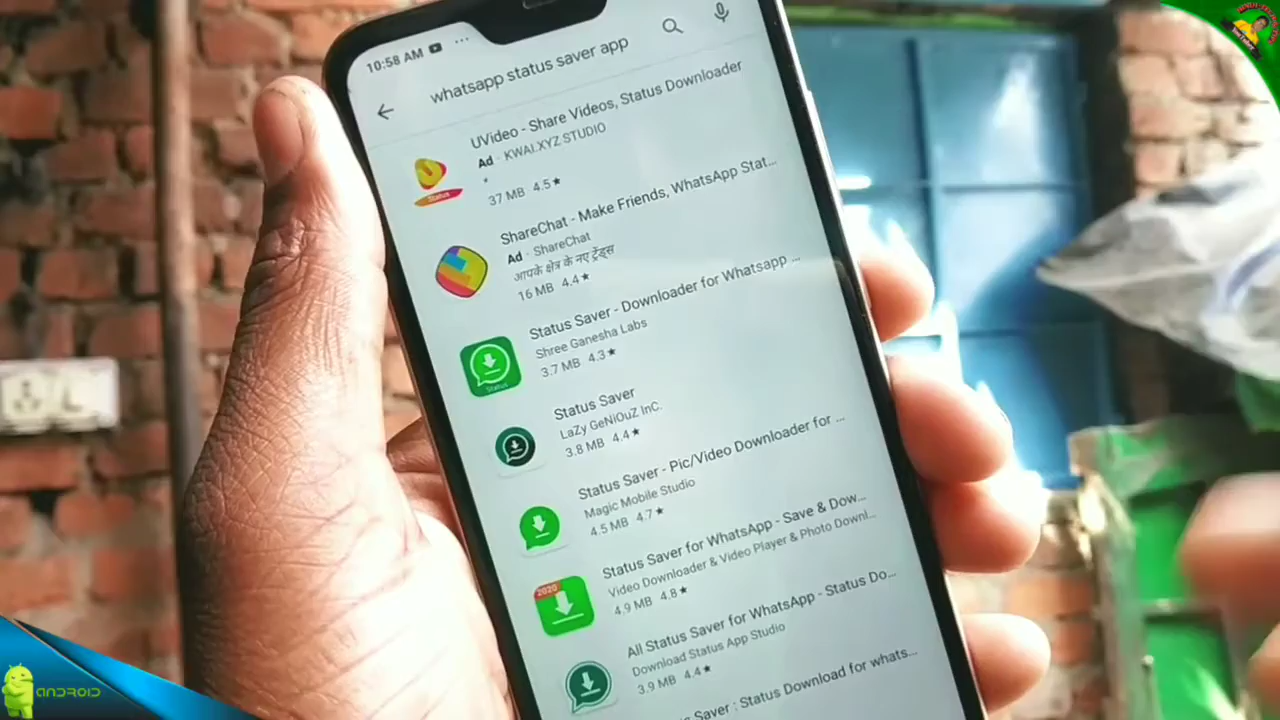 10:58 AM
whatsapp status saver app
UVideo - Share Videos, Status Downloader
Ad · KWAI.XYZ STUDIO
37 MB 4.5★
Status
ShareChat - Make Friends, WhatsApp Stat...
Ad · ShareChat
आपके क्षेत्र के नए ट्रेंड्स
16 MB 4.4★
Status Saver - Downloader for Whatsapp ...
Shree Ganesha Labs
3.7 MB 4.3★
Status
Status Saver
LaZy GeNiOuZ InC.
3.8 MB 4.4★
Status Saver - Pic/Video Downloader for ...
Magic Mobile Studio
4.5 MB 4.7★
Status Saver for WhatsApp - Save & Dow...
Video Downloader & Video Player & Photo Downl...
4.9 MB 4.8★
2020
All Status Saver for WhatsApp - Status Do...
Download Status App Studio
3.9 MB 4.4★
Saver : Status Download for whats...
ANDROID